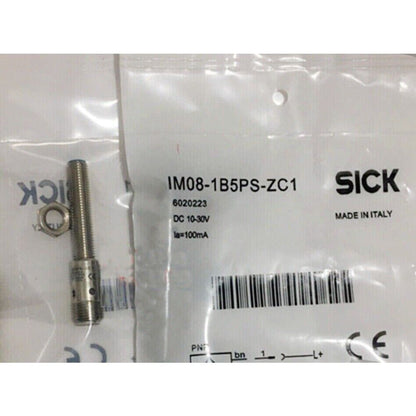 IM08-1B5PS-ZC1
SICK
6020223
MADE IN ITALY
DC 10-30V
Ia=100mA
SICK
CE
PNP
bn
1
L+